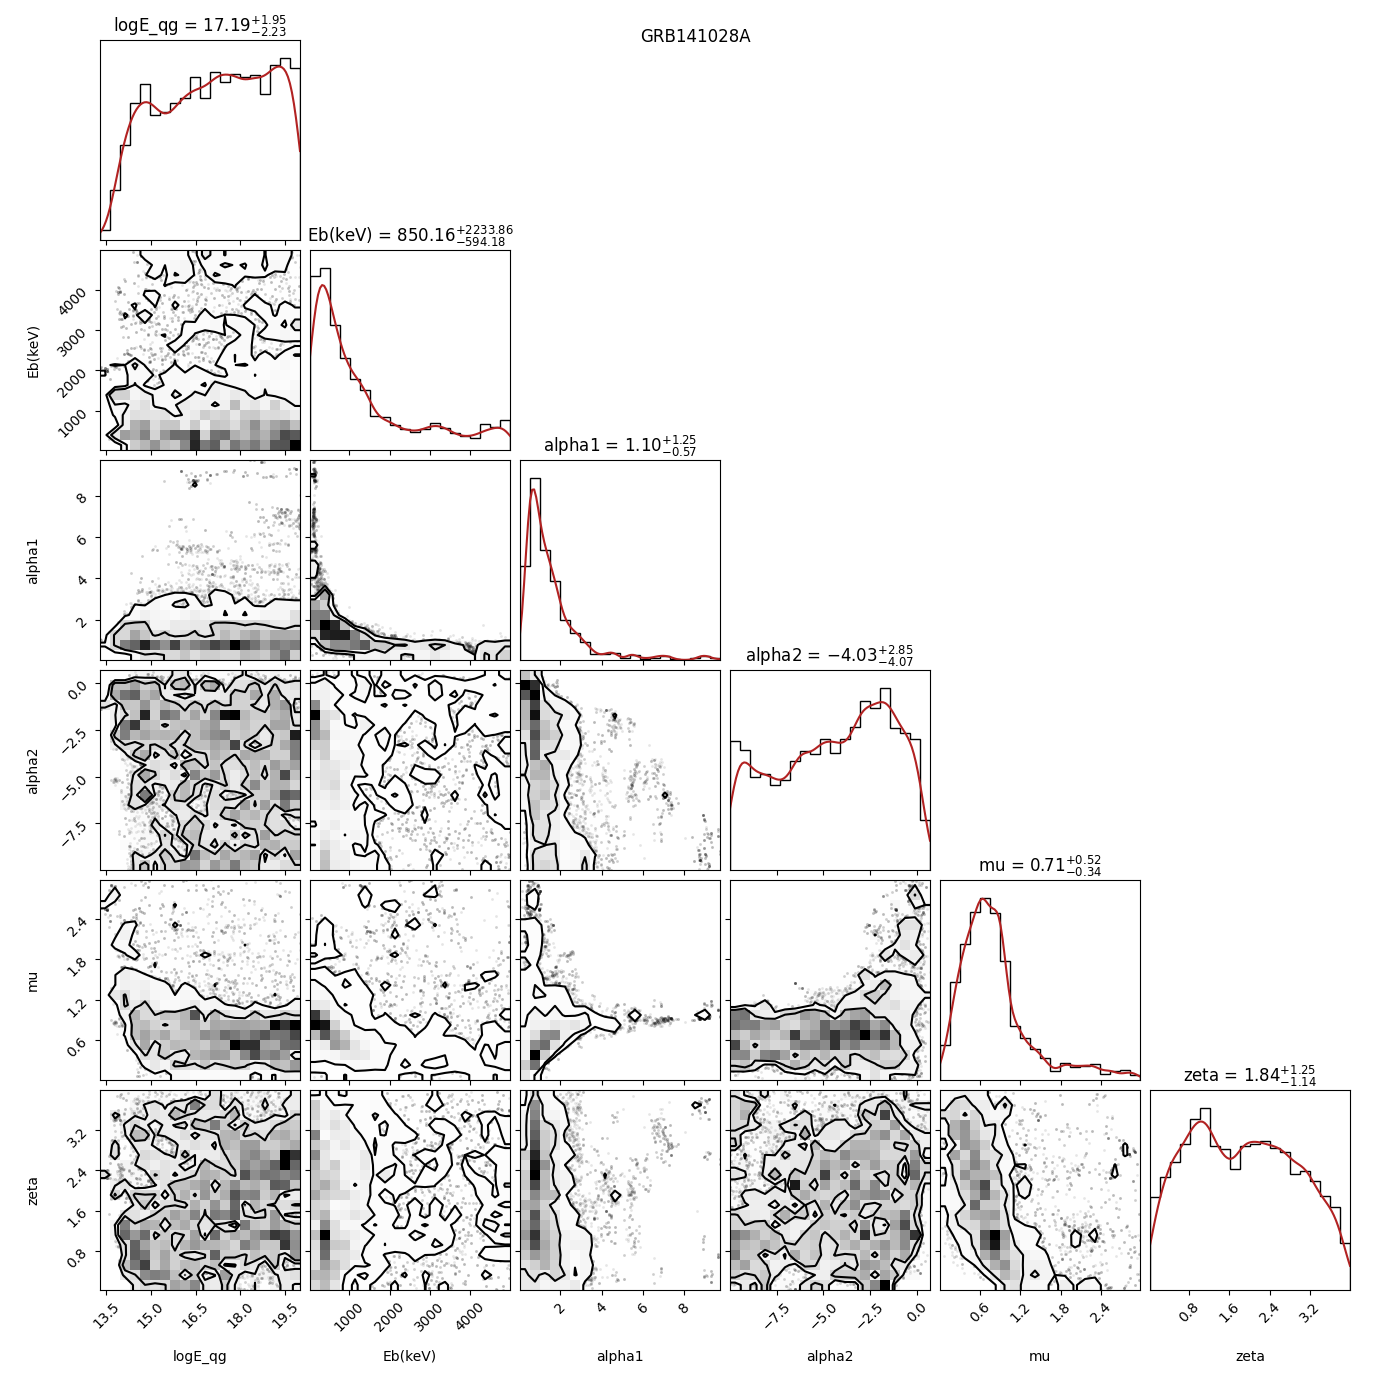 logE_qg = 17.19+1.95−2.23
GRB141028A
Eb(keV) = 850.16+2233.86−594.18
4000
3000
2000
1000
Eb(keV)
alpha1 = 1.10+1.25−0.57
8
6
4
2
alpha1
alpha2 = −4.03+2.85−4.07
0.0
−2.5
−5.0
−7.5
alpha2
mu = 0.71+0.52−0.34
2.4
1.8
1.2
0.6
mu
zeta = 1.84+1.25−1.14
3.2
2.4
1.6
0.8
zeta
13.5 15.0 16.5 18.0 19.5 1000 2000 3000 4000 2 4 6 8 −7.5 −5.0 −2.5 0.0 0.6 1.2 1.8 2.4 0.8 1.6 2.4 3.2
logE_qg Eb(keV) alpha1 alpha2 mu zeta